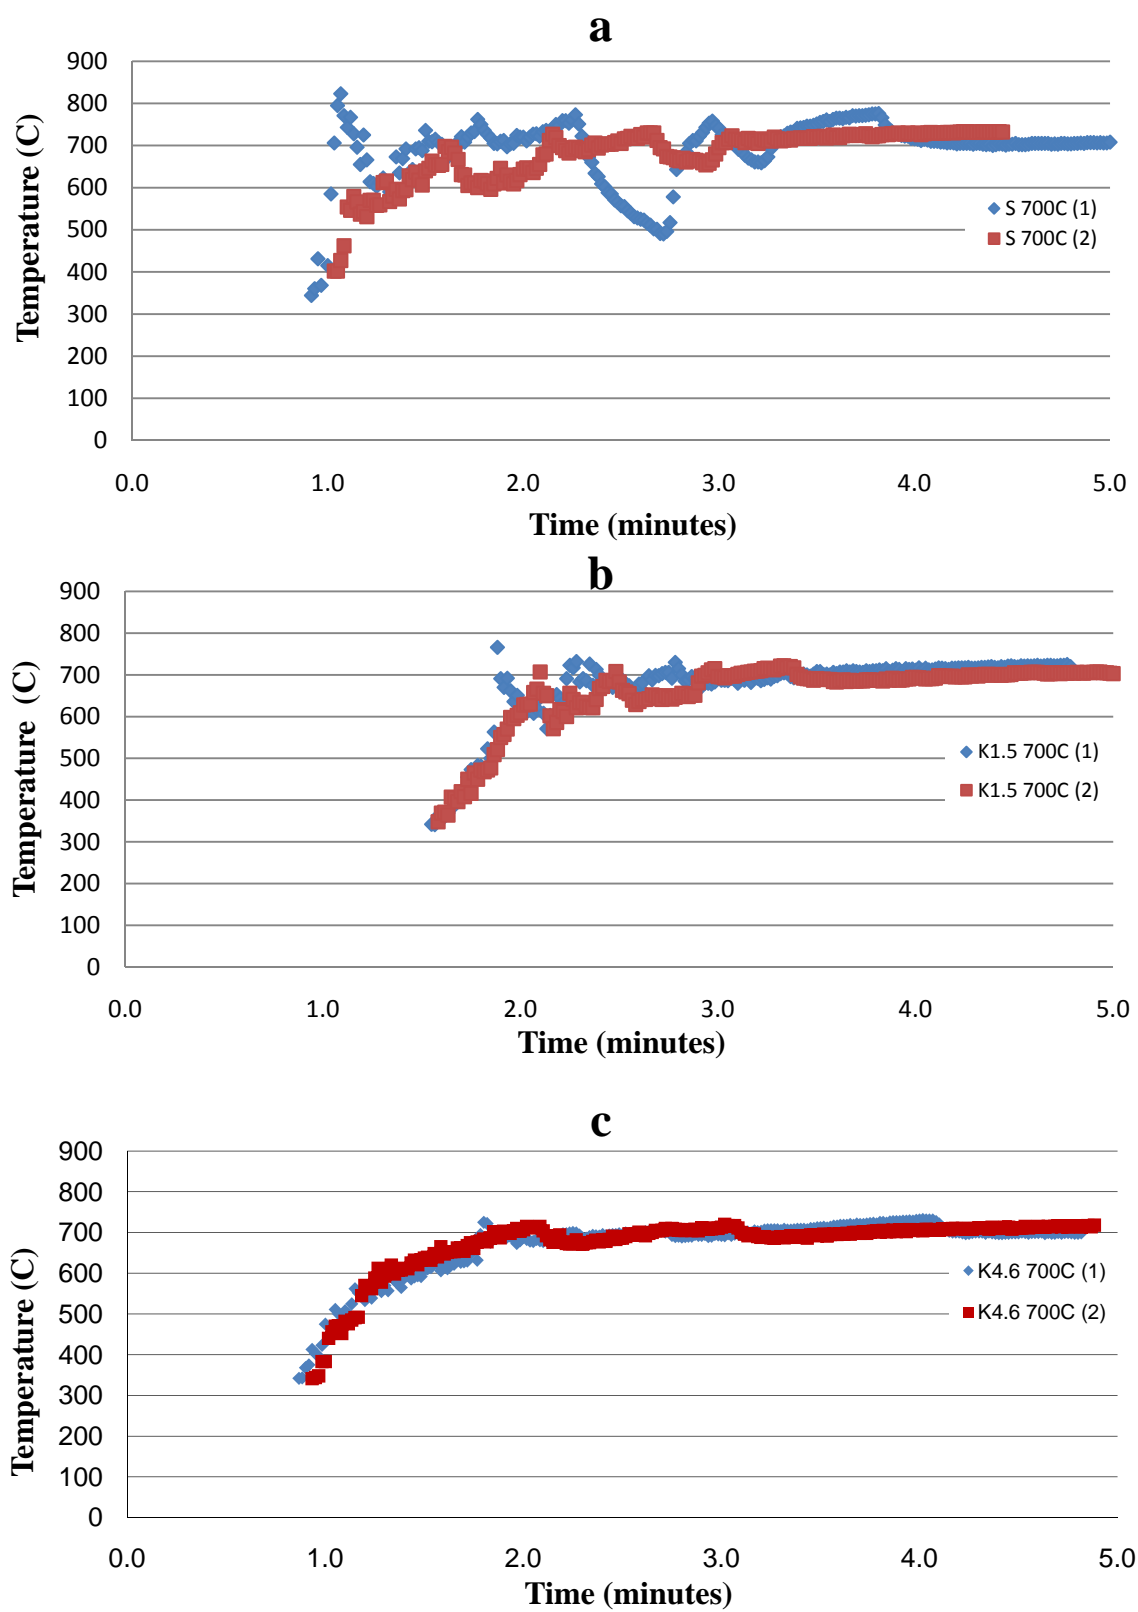 a
900
800
700
600
500
400
300
200
100
0
Temperature (C)
S 700C (1)
S 700C (2)
0.0 1.0 2.0 3.0 4.0 5.0
Time (minutes)
b
900
800
700
600
500
400
300
200
100
0
Temperature (C)
K1.5 700C (1)
K1.5 700C (2)
0.0 1.0 2.0 3.0 4.0 5.0
Time (minutes)
c
900
800
700
600
500
400
300
200
100
0
Temperature (C)
K4.6 700C (1)
K4.6 700C (2)
0.0 1.0 2.0 3.0 4.0 5.0
Time (minutes)